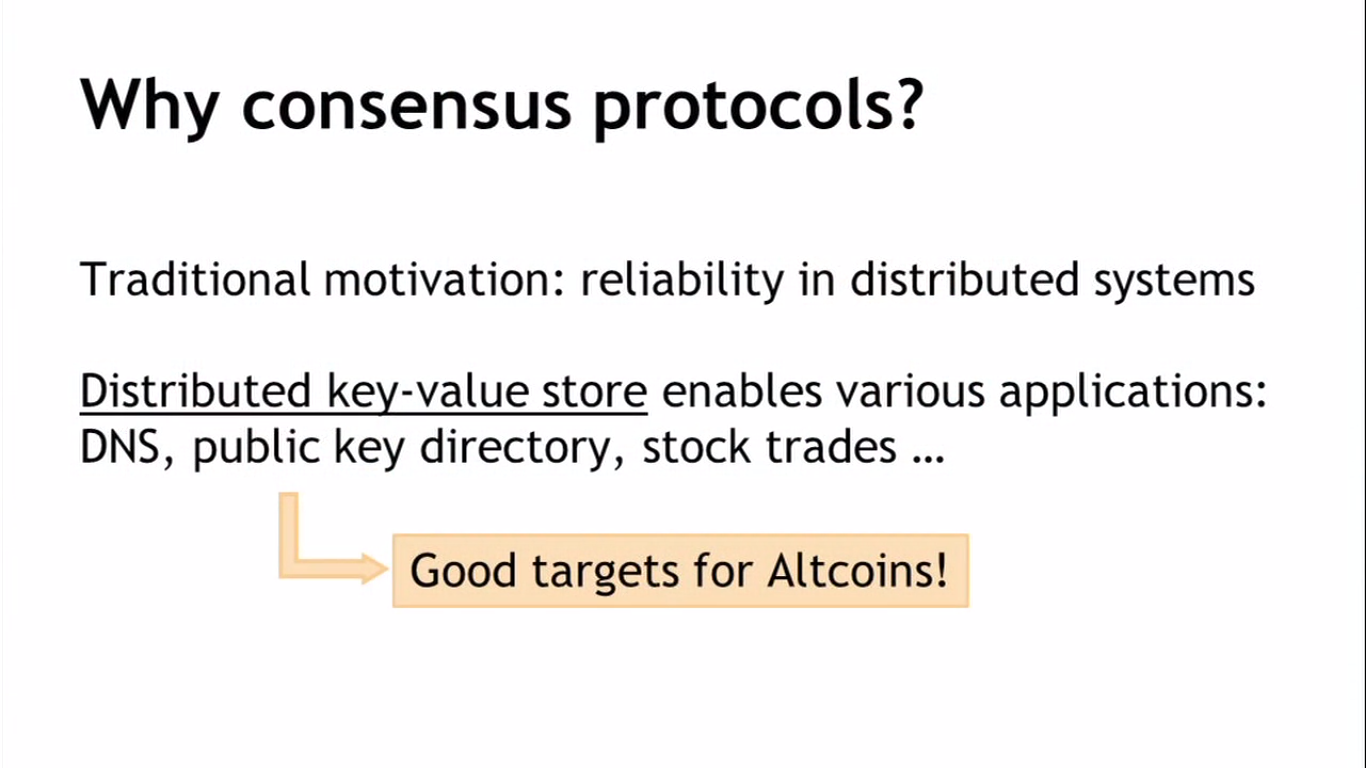 Why consensus protocols?
Traditional motivation: reliability in distributed systems
Distributed key-value store enables various applications:
DNS, public key directory, stock trades …
Good targets for Altcoins!